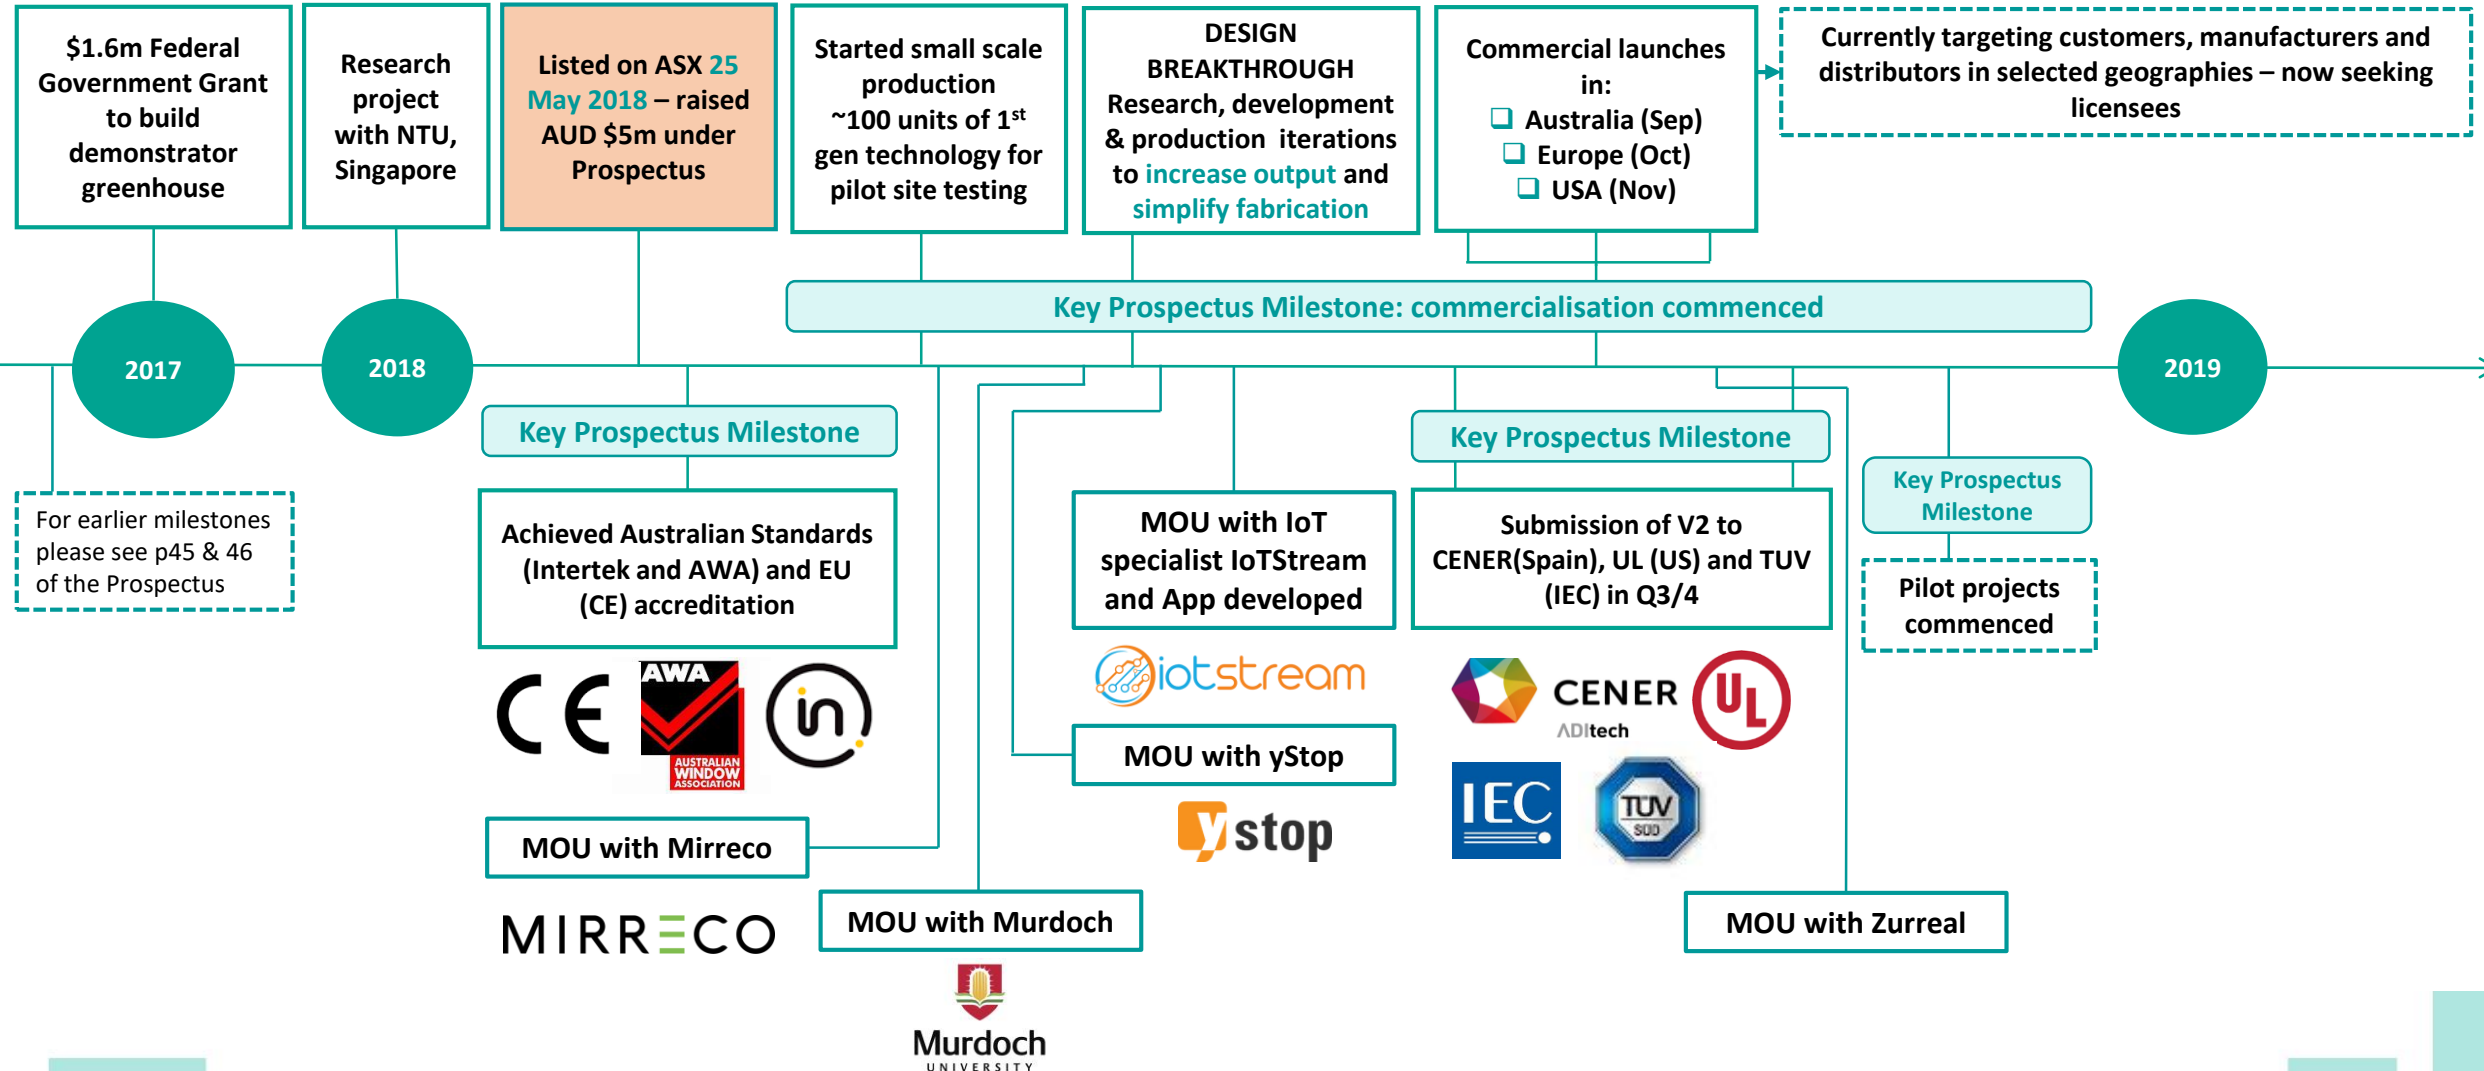 $1.6m Federal
Government Grant
to build
demonstrator
greenhouse
Research
project
with NTU,
Singapore
Listed on ASX 25
May 2018 – raised
AUD $5m under
Prospectus
Started small scale
production
~100 units of 1st
gen technology for
pilot site testing
DESIGN
BREAKTHROUGH
Research, development
& production iterations
to increase output and
simplify fabrication
Commercial launches
in:
❑ Australia (Sep)
❑ Europe (Oct)
❑ USA (Nov)
Currently targeting customers, manufacturers and
distributors in selected geographies – now seeking
licensees
Key Prospectus Milestone: commercialisation commenced
2017
2018
2019
For earlier milestones
please see p45 & 46
of the Prospectus
Key Prospectus Milestone
Achieved Australian Standards
(Intertek and AWA) and EU
(CE) accreditation
CE
AWA
AUSTRALIAN
WINDOW
ASSOCIATION
in
MOU with Mirreco
MIRRECO
MOU with Murdoch
Murdoch
UNIVERSITY
MOU with IoT
specialist IoTStream
and App developed
iotstream
MOU with yStop
ystop
Key Prospectus Milestone
Submission of V2 to
CENER(Spain), UL (US) and TUV
(IEC) in Q3/4
CENER
ADItech
UL
IEC
TÜV
SÜD
MOU with Zurreal
Key Prospectus
Milestone
Pilot projects
commenced